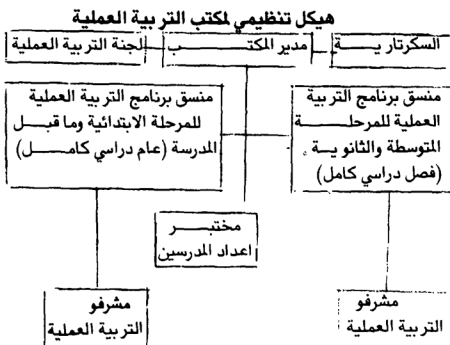 هيكل تنظيمي لمكتب التربية العملية
السكرتارية
مدير المكتب
لجنة التربية العملية
منسق برنامج التربية
العملية للمرحلة
المتوسطة والثانوية
(فصل دراسي كامل)
منسق برنامج التربية العملية
للمرحلة الابتدائية وما قبل
المدرسة (عام دراسي كامل)
مختبر
اعداد المدرسين
مشرفو
التربية العملية
مشرفو
التربية العملية